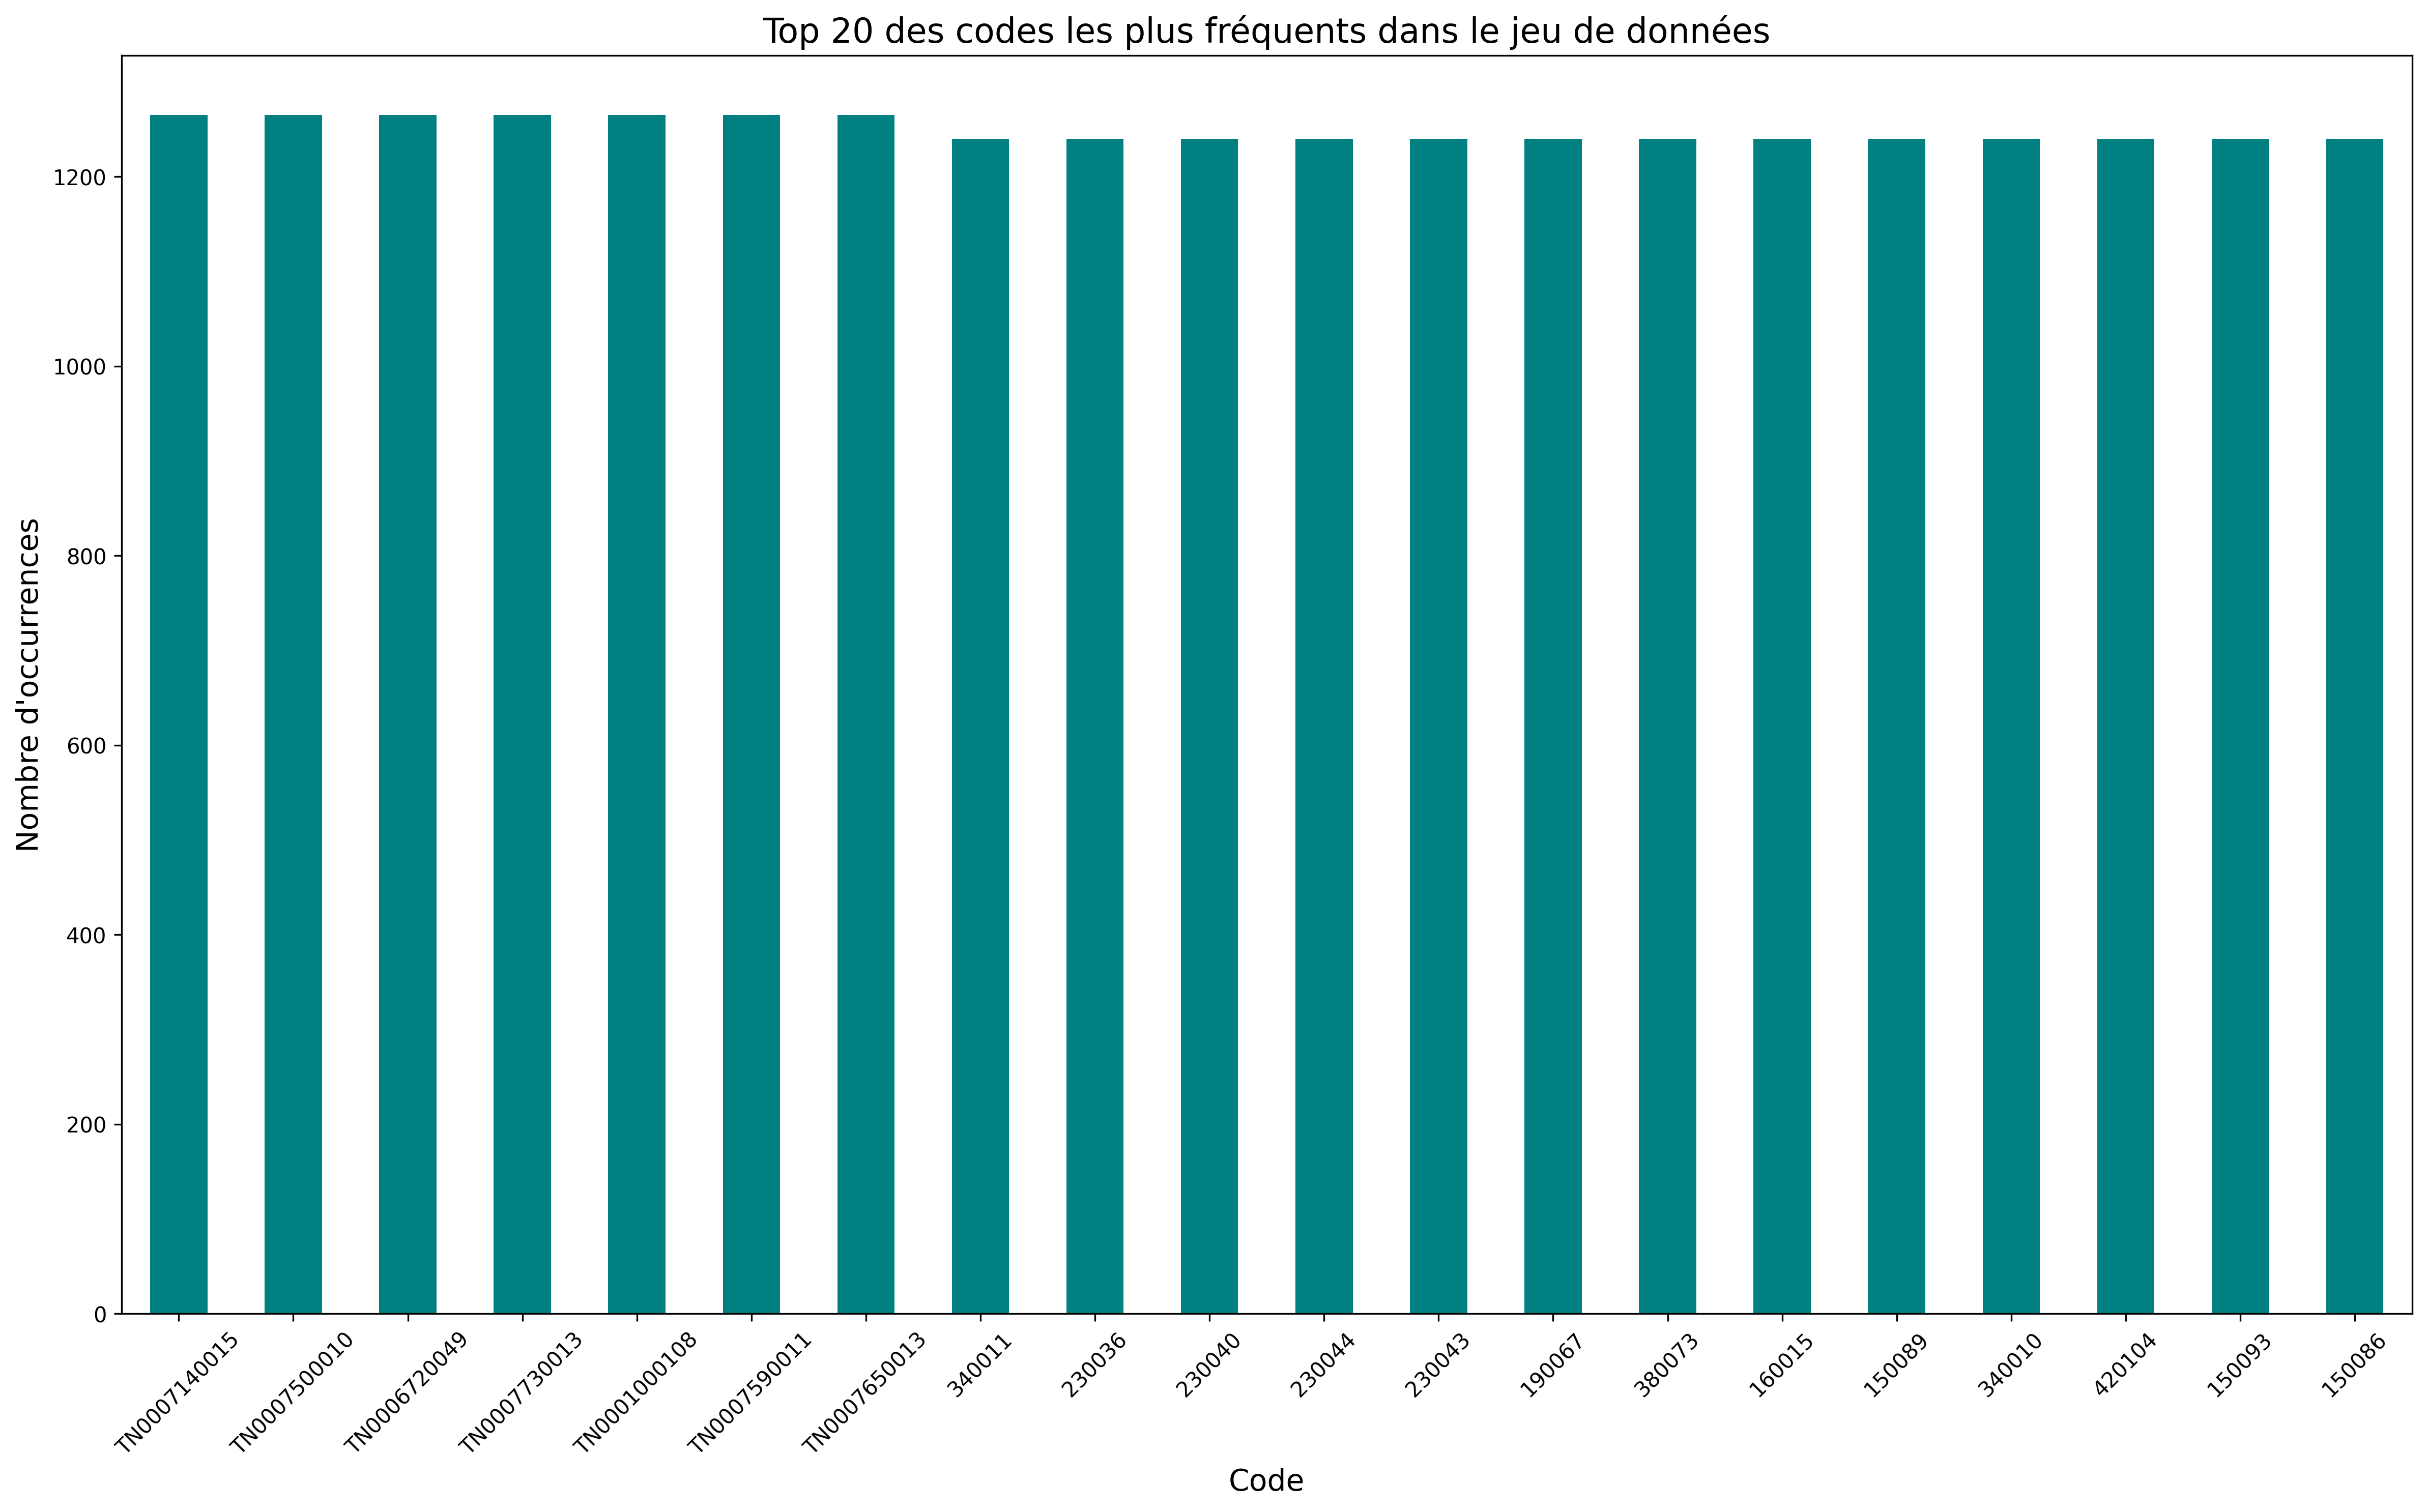 Top 20 des codes les plus fréquents dans le jeu de données
Nombre d'occurrences
1200
1000
800
600
400
200
0
TN0007140015
TN0007500010
TN0006720049
TN0007730013
TN0001000108
TN0007590011
TN0007650013
340011
230036
230040
230044
230043
190067
380073
160015
150089
340010
420104
150093
150086
Code